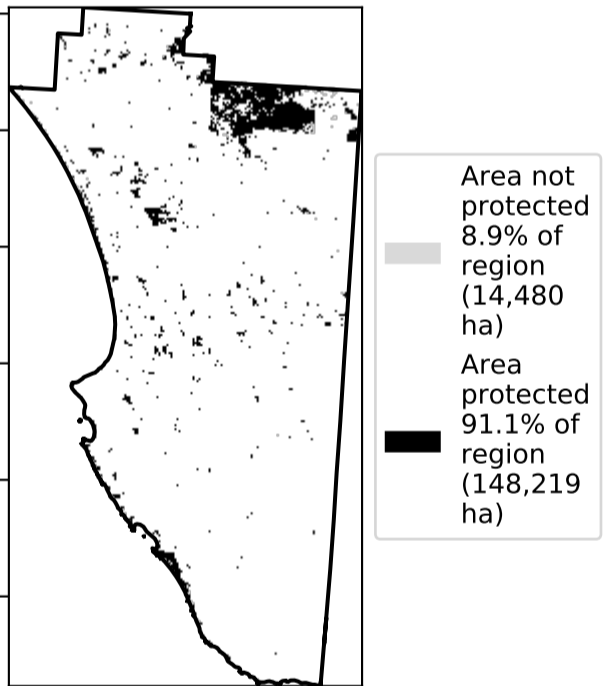 Area not
protected
8.9% of
region
(14,480
ha)
Area
protected
91.1% of
region
(148,219
ha)